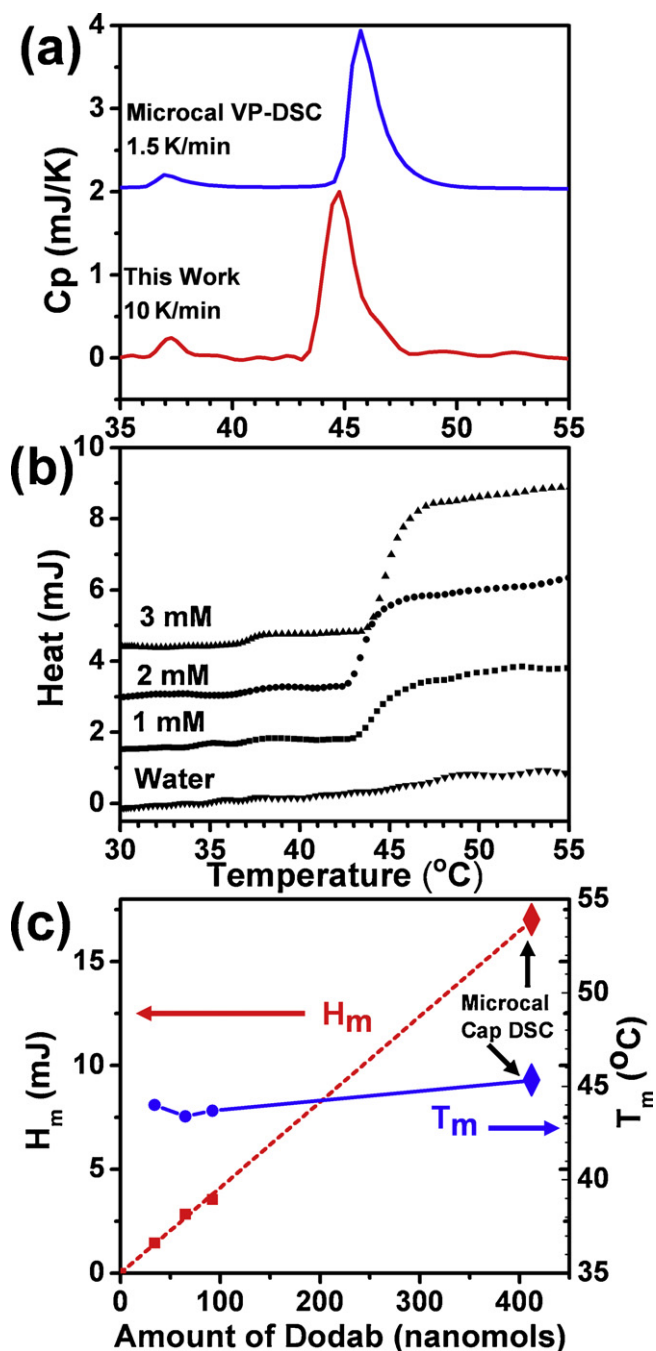 (a)
Cp (mJ/K)
4
3
2
1
0
Microcal VP-DSC
1.5 K/min
This Work
10 K/min
35 40 45 50 55
(b)
Heat (mJ)
10
8
6
4
2
0
3 mM
2 mM
1 mM
Water
30 35 40 45 50 55
Temperature (°C)
(c)
Hm (mJ)
15
10
5
0
Hm
Microcal
Cap DSC
Tm
55
50
45
40
35
Tm (°C)
0 100 200 300 400
Amount of Dodab (nanomols)